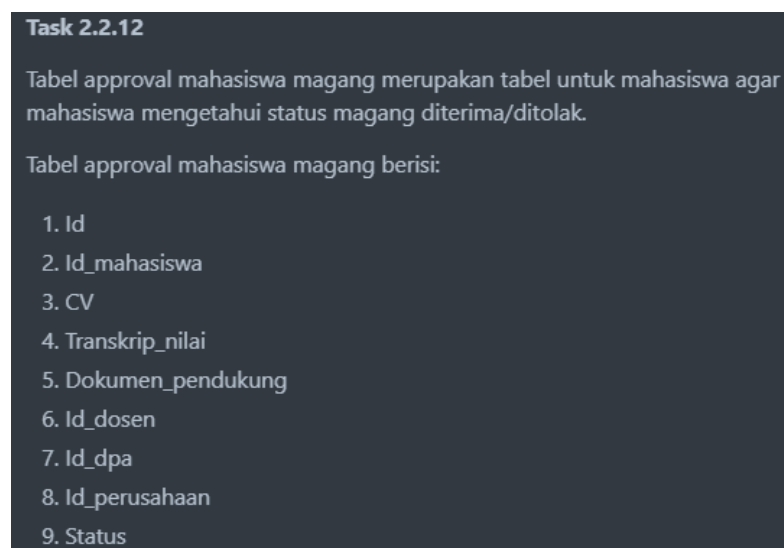 Task 2.2.12
Tabel approval mahasiswa magang merupakan tabel untuk mahasiswa agar
mahasiswa mengetahui status magang diterima/ditolak.
Tabel approval mahasiswa magang berisi:
1. Id
2. Id_mahasiswa
3. CV
4. Transkrip_nilai
5. Dokumen_pendukung
6. Id_dosen
7. Id_dpa
8. Id_perusahaan
9. Status